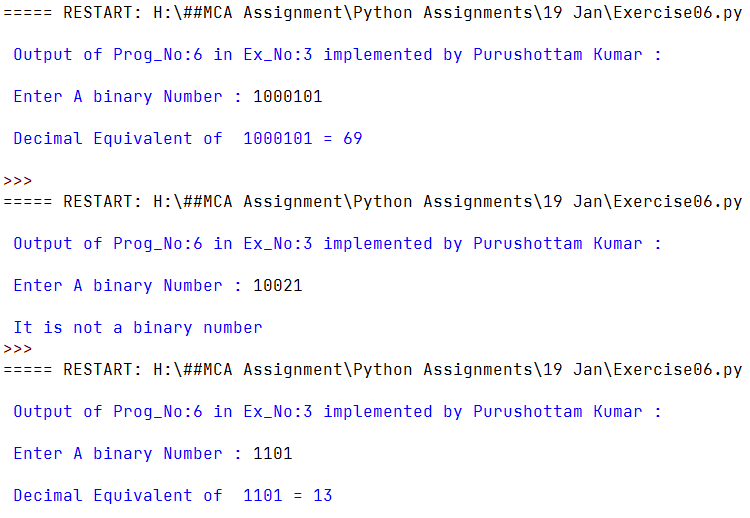 ===== RESTART: H:\##MCA Assignment\Python Assignments\19 Jan\Exercise06.py
Output of Prog_No:6 in Ex_No:3 implemented by Purushottam Kumar :
Enter A binary Number : 1000101
Decimal Equivalent of  1000101 = 69
>>>
===== RESTART: H:\##MCA Assignment\Python Assignments\19 Jan\Exercise06.py
Output of Prog_No:6 in Ex_No:3 implemented by Purushottam Kumar :
Enter A binary Number : 10021
It is not a binary number
>>>
===== RESTART: H:\##MCA Assignment\Python Assignments\19 Jan\Exercise06.py
Output of Prog_No:6 in Ex_No:3 implemented by Purushottam Kumar :
Enter A binary Number : 1101
Decimal Equivalent of  1101 = 13